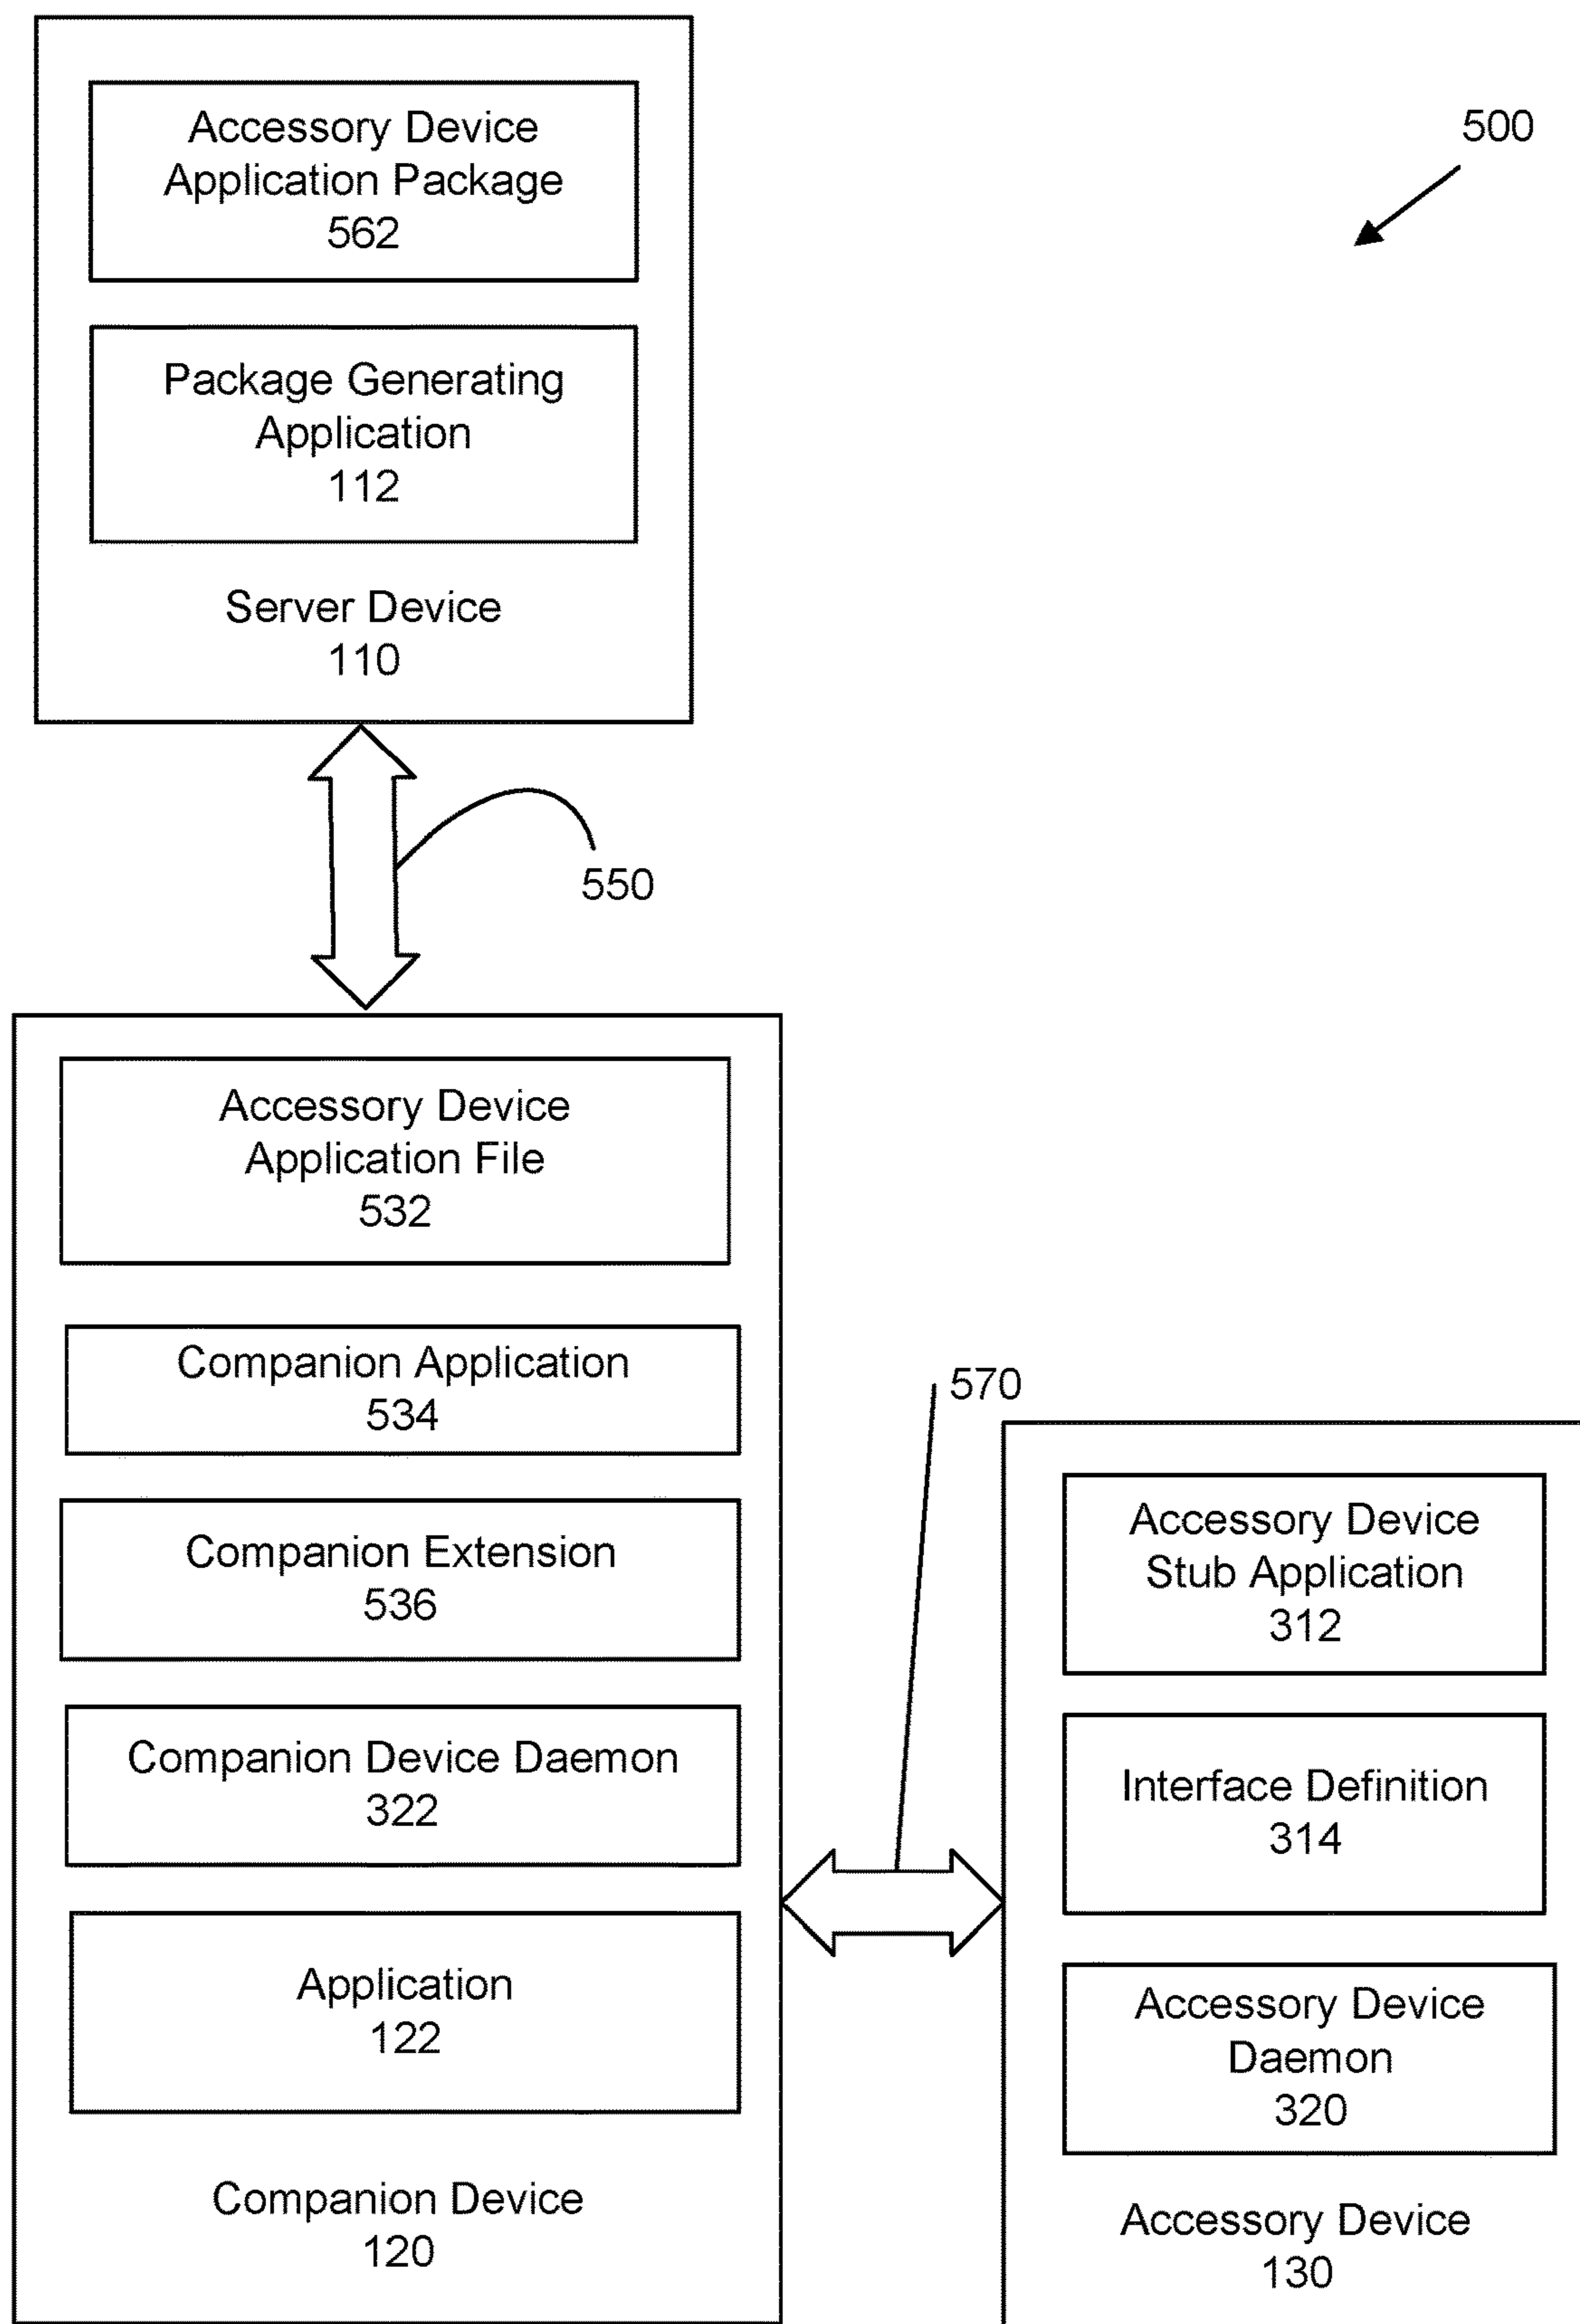 Accessory Device
Application Package
562
500
Package Generating
Application
112
Server Device
110
550
Accessory Device
Application File
532
Companion Application
534
Companion Extension
536
Companion Device Daemon
322
Application
122
Companion Device
120
570
Accessory Device
Stub Application
312
Interface Definition
314
Accessory Device
Daemon
320
Accessory Device
130